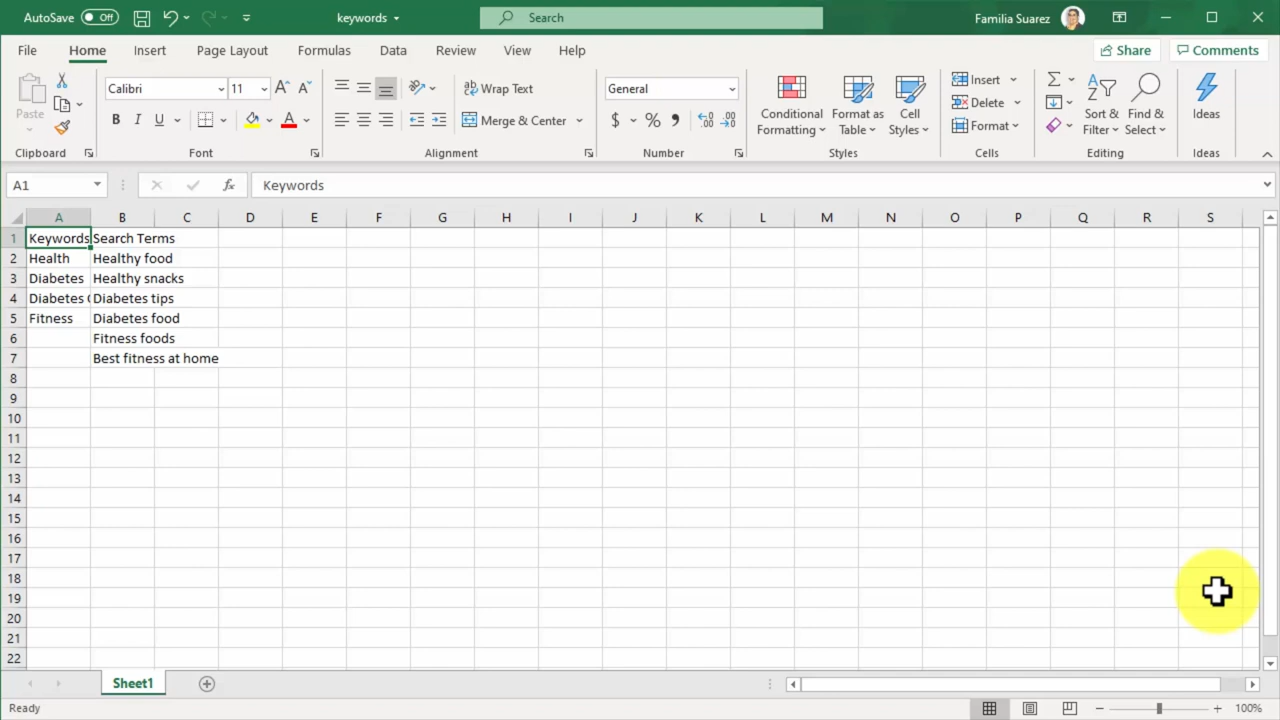 AutoSave Off keywords Search Familia Suarez
File Home Insert Page Layout Formulas Data Review View Help Share Comments
Paste Calibri 11 Wrap Text General Conditional Formatting Format as Table Cell Styles Insert Sort & Filter Find & Select Ideas
B I U A Merge & Center $ % Delete
Format
Clipboard Font Alignment Number Styles Cells Editing Ideas
A1 fx Keywords
A B C D E F G H I J K L M N O P Q R S
1 Keywords Search Terms
2 Health Healthy food
3 Diabetes Healthy snacks
4 Diabetes Diabetes tips
5 Fitness Diabetes food
6 Fitness foods
7 Best fitness at home
8
9
10
11
12
13
14
15
16
17
18
19
20
21
22
Sheet1
Ready 100%